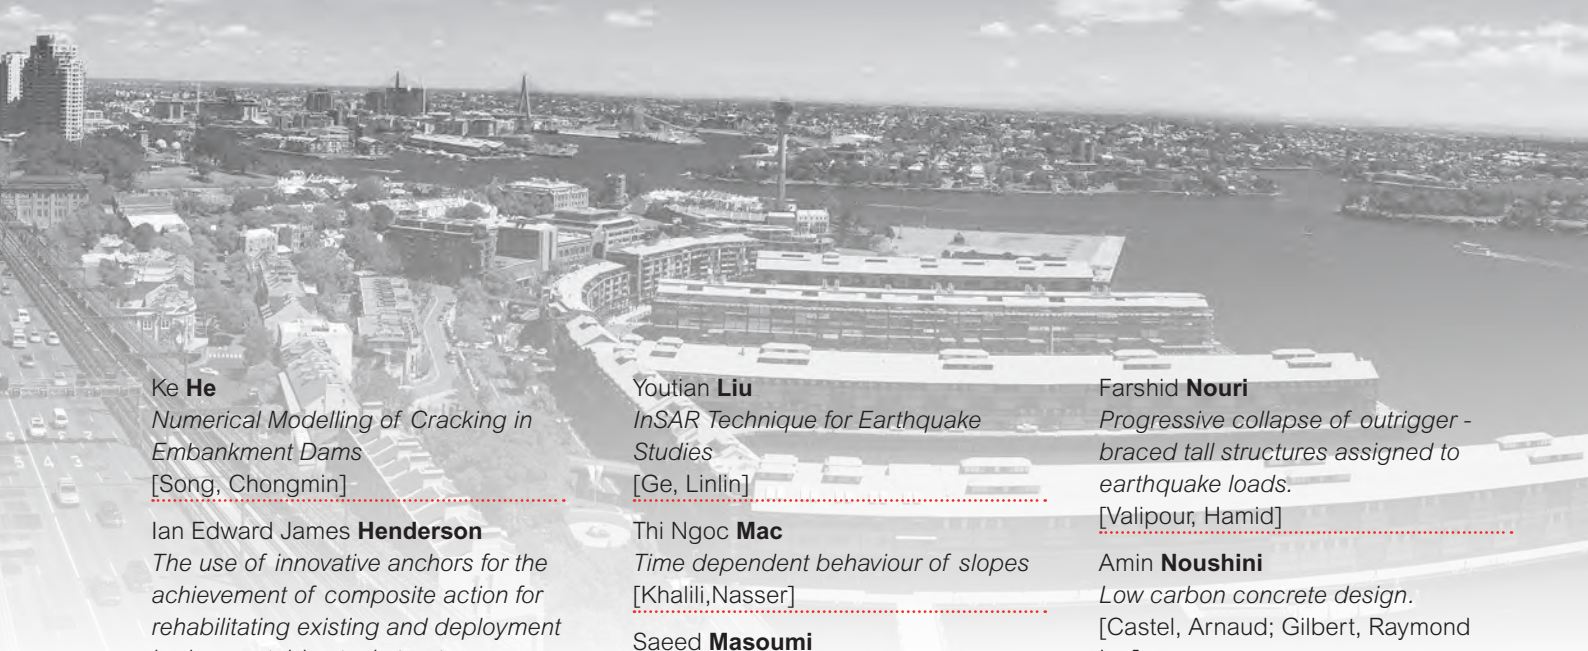 Ke He
Numerical Modelling of Cracking in
Embankment Dams
[Song, Chongmin]
Ian Edward James Henderson
The use of innovative anchors for the
achievement of composite action for
rehabilitating existing and deployment
Youtian Liu
InSAR Technique for Earthquake
Studies
[Ge, Linlin]
Thi Ngoc Mac
Time dependent behaviour of slopes
[Khalili,Nasser]
Saeed Masoumi
Farshid Nouri
Progressive collapse of outrigger -
braced tall structures assigned to
earthquake loads.
[Valipour, Hamid]
Amin Noushini
Low carbon concrete design.
[Castel, Arnaud; Gilbert, Raymond